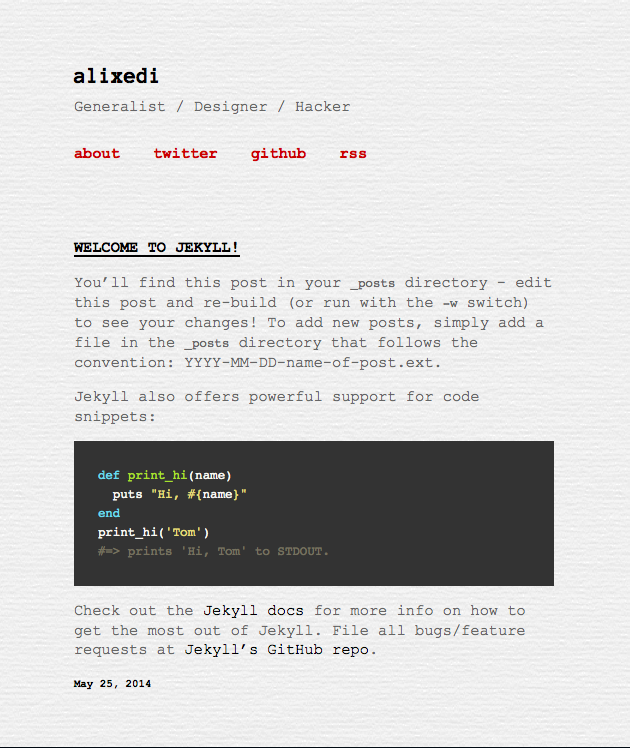 alixedi
Generalist / Designer / Hacker
about twitter github rss
WELCOME TO JEKYLL!
You’ll find this post in your _posts directory - edit
this post and re-build (or run with the -w switch)
to see your changes! To add new posts, simply add a
file in the _posts directory that follows the
convention: YYYY-MM-DD-name-of-post.ext.
Jekyll also offers powerful support for code
snippets:
def print_hi(name)
  puts "Hi, #{name}"
end
print_hi('Tom')
#=> prints 'Hi, Tom' to STDOUT.
Check out the Jekyll docs for more info on how to
get the most out of Jekyll. File all bugs/feature
requests at Jekyll’s GitHub repo.
May 25, 2014